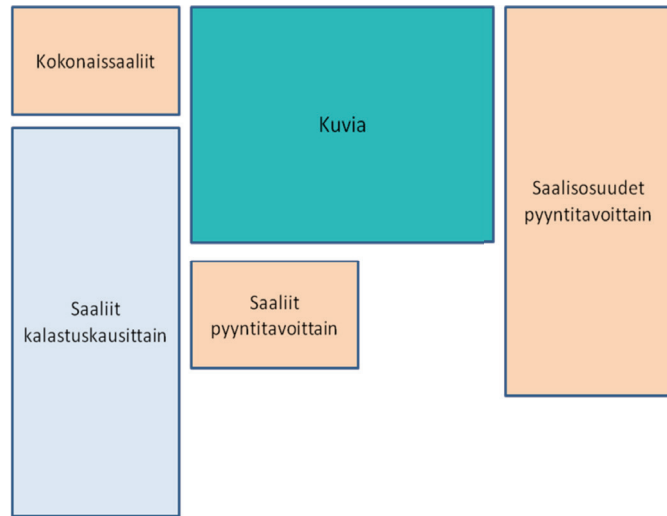 Kokonaissaaliit
Kuvia
Saalisosuudet
pyyntitavoittain
Saaliit
kalastuskausittain
Saaliit
pyyntitavoittain